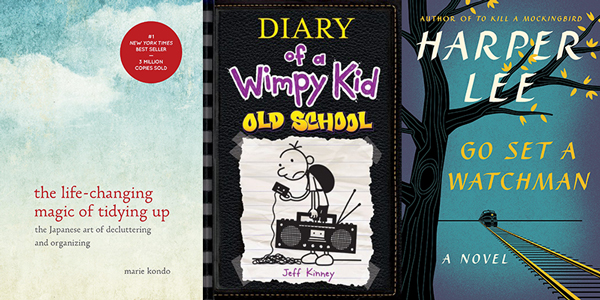 #1
NEW YORK TIMES
BEST SELLER
3 MILLION
COPIES SOLD
the life-changing
magic of tidying up
the Japanese art of decluttering
and organizing
marie kondo
DIARY
of a
Wimpy Kid
OLD SCHOOL
Jeff Kinney
AUTHOR OF TO KILL A MOCKINGBIRD
HARPER
LEE
GO SET A
WATCHMAN
A NOVEL